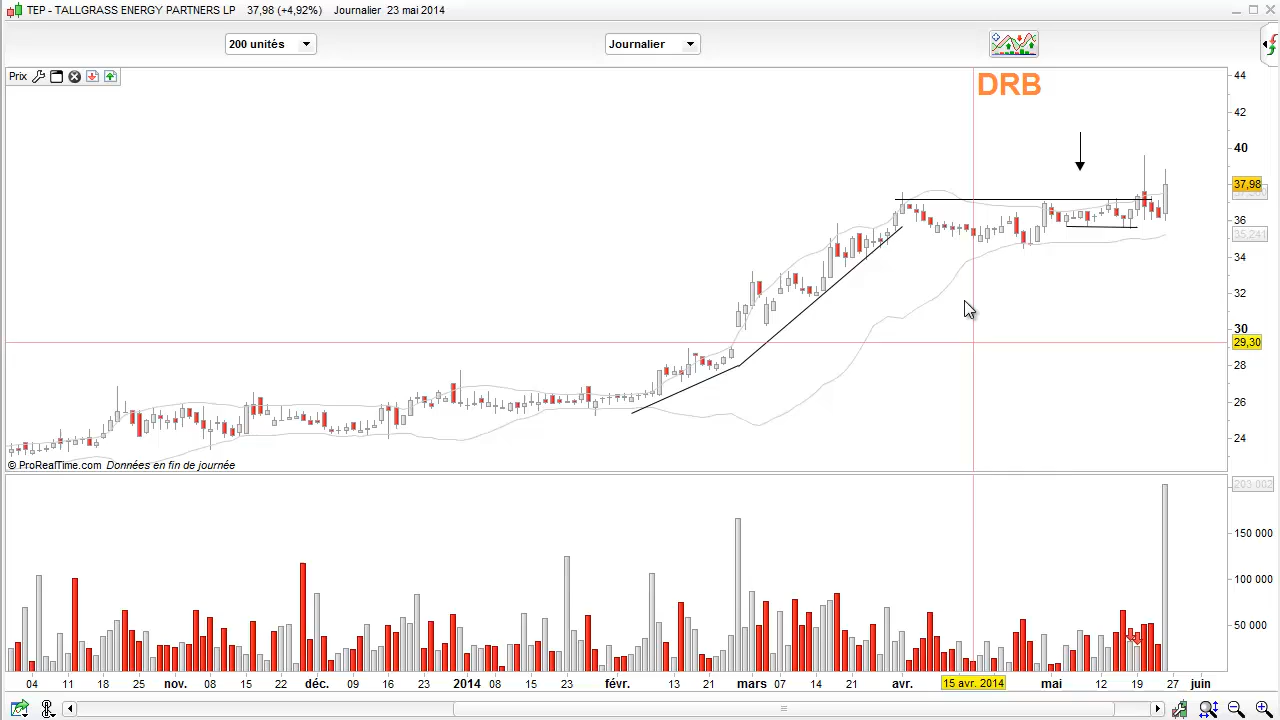 TEP - TALLGRASS ENERGY PARTNERS LP 37,98 (+4,92%) Journalier 23 mai 2014
200 unités
Journalier
Prix
DRB
44
42
40
37,98
36
35,241
34
32
30
29,30
28
26
24
© ProRealTime.com Données en fin de journée
203 002
150 000
100 000
50 000
04 11 18 25 nov. 08 15 22 déc. 09 16 23 2014 08 15 23 févr. 13 21 mars 07 14 21 avr. 15 avr. 2014 mai 12 19 27 juin